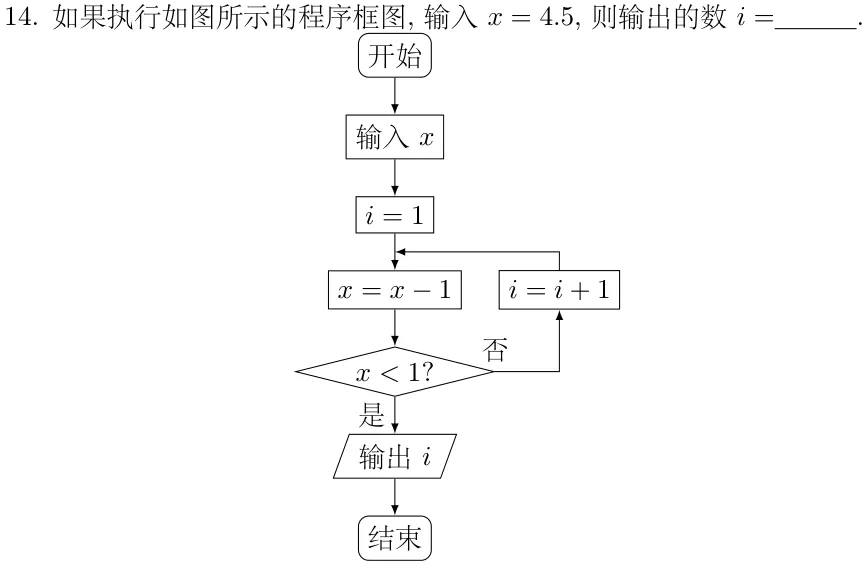 14. 如果执行如图所示的程序框图, 输入 x = 4.5, 则输出的数 i =______.
开始
输入 x
i = 1
x = x − 1
i = i + 1
否
x < 1?
是
输出 i
结束